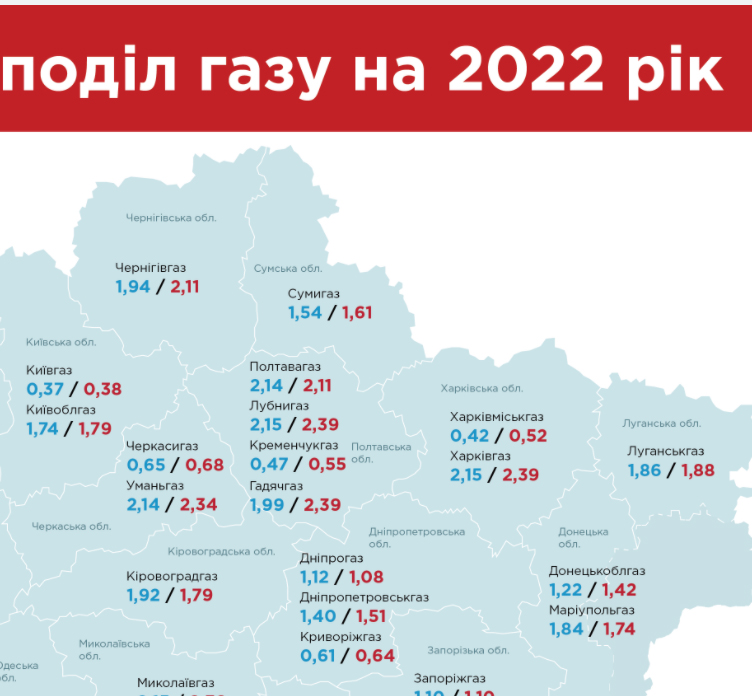 поділ газу на 2022 рік
Чернігівська обл.
Чернігівгаз
1,94 / 2,11
Сумська обл.
Сумигаз
1,54 / 1,61
Київська обл.
Київгаз
0,37 / 0,38
Київоблгаз
1,74 / 1,79
Полтавагаз
2,14 / 2,11
Лубнигаз
2,15 / 2,39
Кременчукгаз
0,47 / 0,55
Гадячгаз
1,99 / 2,39
Полтавська
обл.
Харківська обл.
Харківміськгаз
0,42 / 0,52
Харківгаз
2,15 / 2,39
Луганська обл.
Луганськгаз
1,86 / 1,88
Черкасигаз
0,65 / 0,68
Уманьгаз
2,14 / 2,34
Черкаська обл.
Кіровоградська обл.
Кіровоградгаз
1,92 / 1,79
Дніпропетровська
обл.
Дніпрогаз
1,12 / 1,08
Дніпропетровськгаз
1,40 / 1,51
Криворіжгаз
0,61 / 0,64
Донецька
обл.
Донецькоблгаз
1,22 / 1,42
Маріупольгаз
1,84 / 1,74
Миколаївська
обл.
Миколаївгаз
Запорізька обл.
Запоріжгаз
1,10 / 1,10